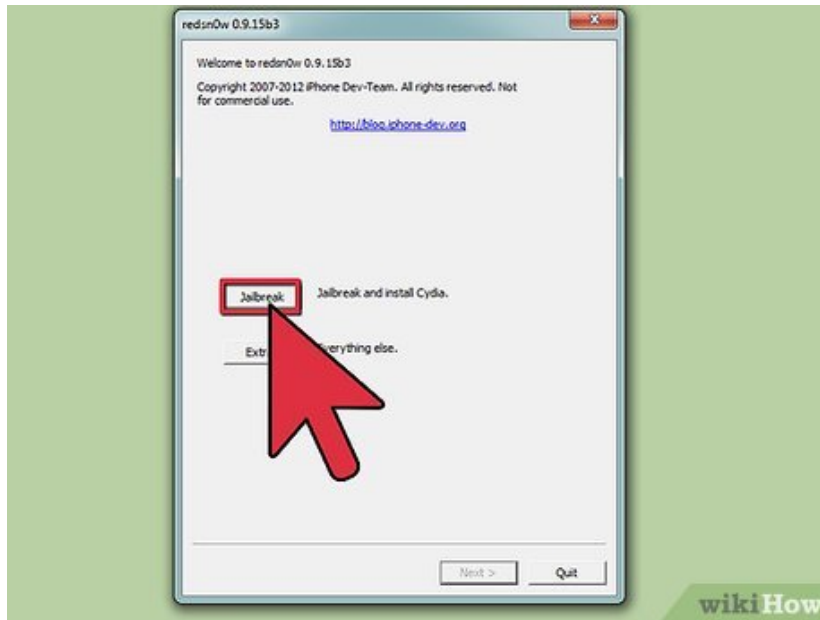 redsn0w 0.9.15b3
Welcome to redsn0w 0.9.15b3
Copyright 2007-2012 iPhone Dev-Team. All rights reserved. Not
for commercial use.
http://blog.iphone-dev.org
Jailbreak
Jailbreak and install Cydia.
everything else.
Next >
Quit
wikiHow